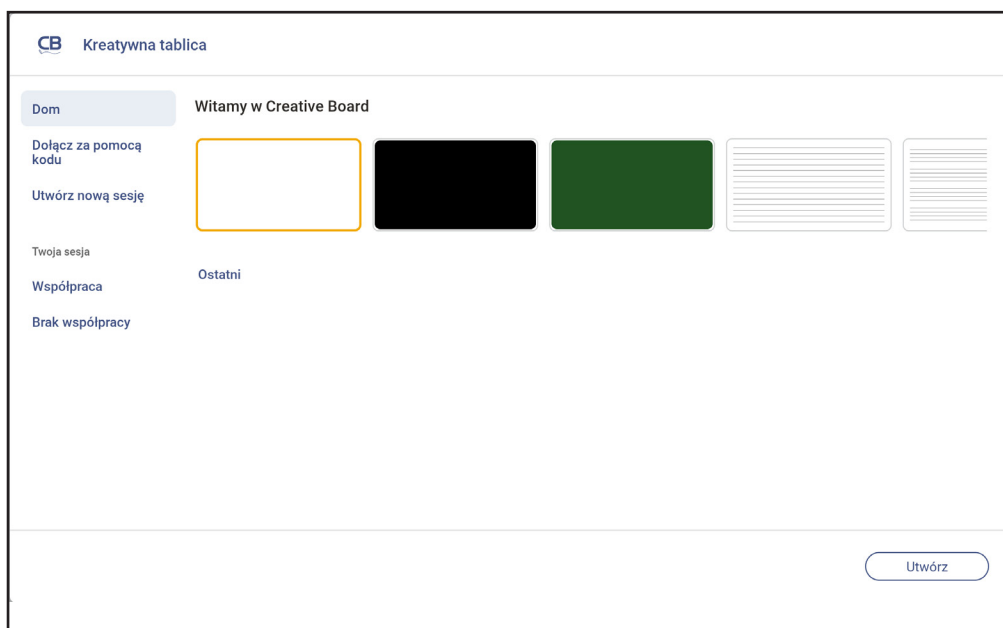 CB Kreatywna tablica
Dom
Dołącz za pomocą
kodu
Utwórz nową sesję
Twoja sesja
Współpraca
Brak współpracy
Witamy w Creative Board
Ostatni
Utwórz